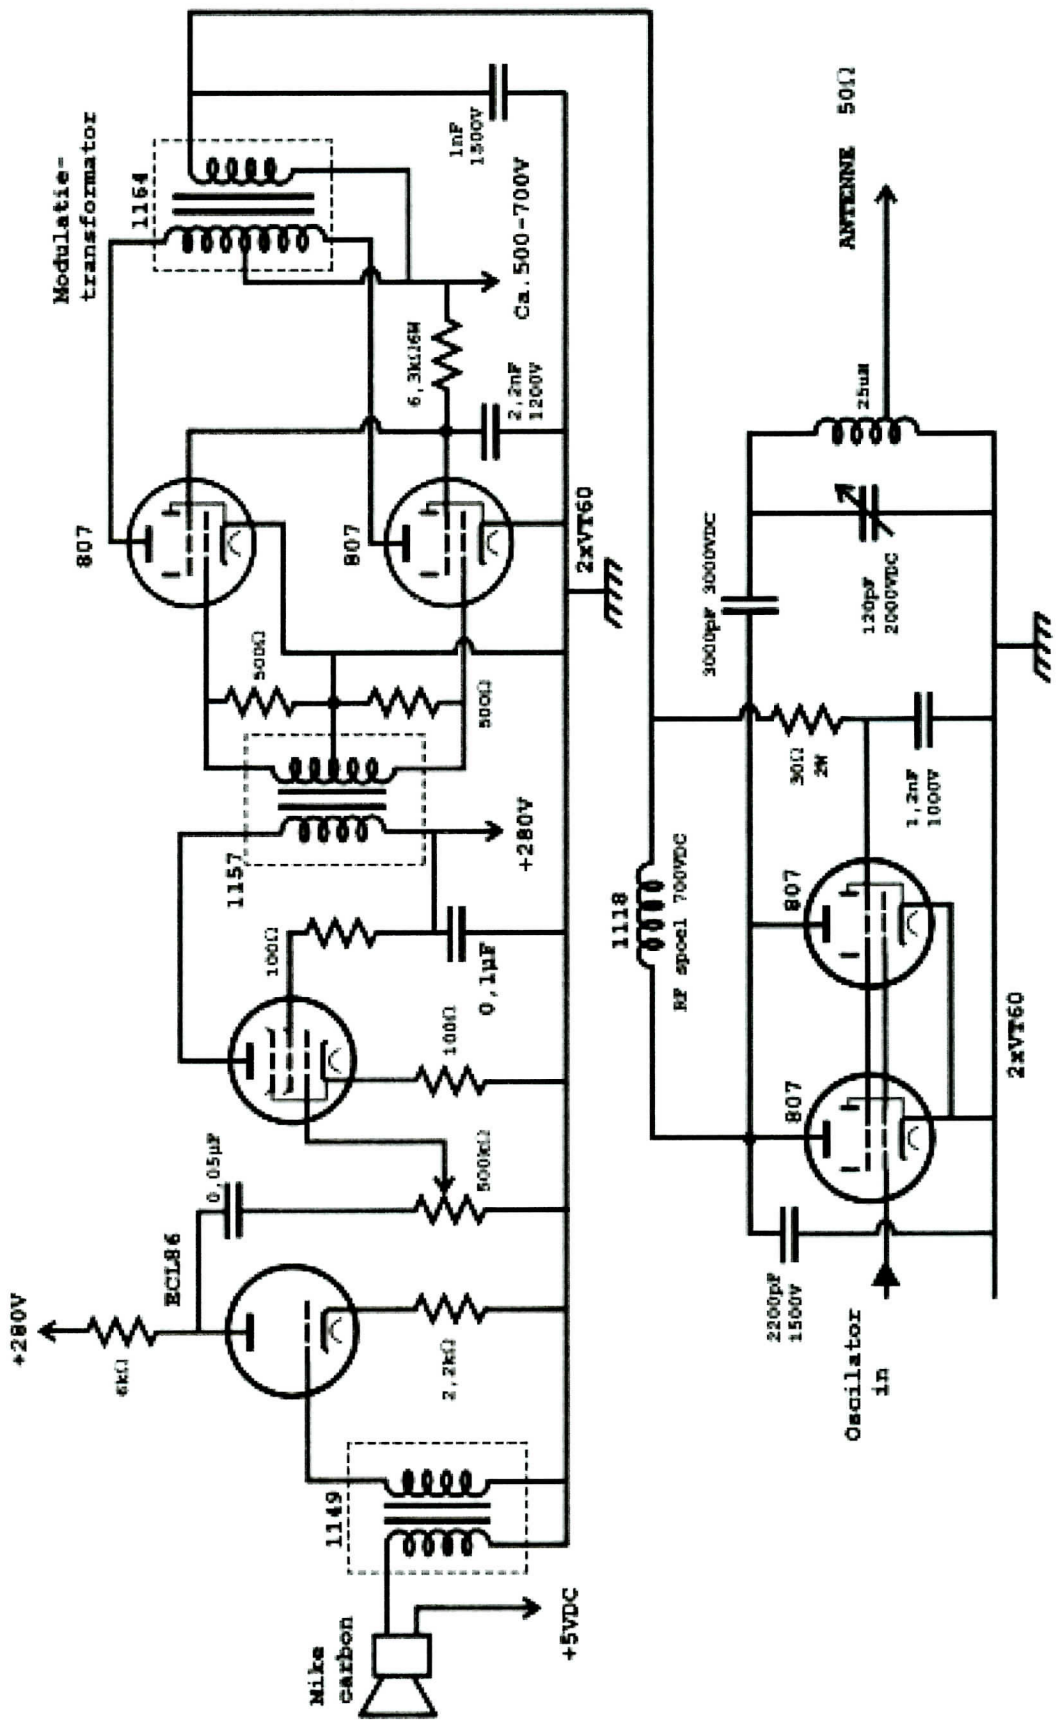 Mike
carbon
+5VDC
1149
+280V
6kΩ
ECL86
2,2kΩ
0,05µF
500kΩ
100Ω
100Ω
0,1µF
1157
+280V
500Ω
500Ω
807
807
2xVT60
6,3kΩ16W
2,2nF
1200V
Ca.500-700V
Modulatie-
transformator
1164
1nF
1500V
Oscilator
in
2200pF
1500V
807
807
2xVT60
1118
RF spoel 700VDC
30Ω
2W
1,2nF
1000V
3000pF 3000VDC
120pF
2000VDC
25uH
ANTENNE 50Ω